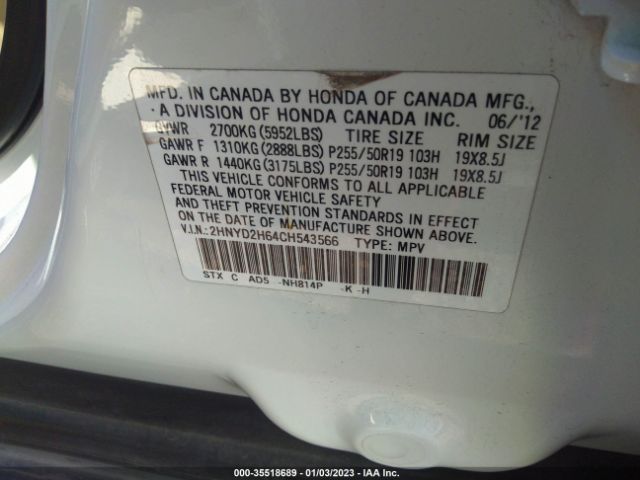 MFD. IN CANADA BY HONDA OF CANADA MFG.,
·A DIVISION OF HONDA CANADA INC. 06/'12
GVWR 2700KG(5952LBS) TIRE SIZE RIM SIZE
GAWR F 1310KG(2888LBS) P255/50R19 103H 19X8.5J
GAWR R 1440KG(3175LBS) P255/50R19 103H 19X8.5J
THIS VEHICLE CONFORMS TO ALL APPLICABLE
FEDERAL MOTOR VEHICLE SAFETY
AND THEFT PREVENTION STANDARDS IN EFFECT
ON THE DATE OF MANUFACTURE SHOWN ABOVE.
V.I.N.:2HNYD2H64CH543566 TYPE: MPV
STX C AD5 -NH814P -K-H
000-35518689 - 01/03/2023 - IAA Inc.